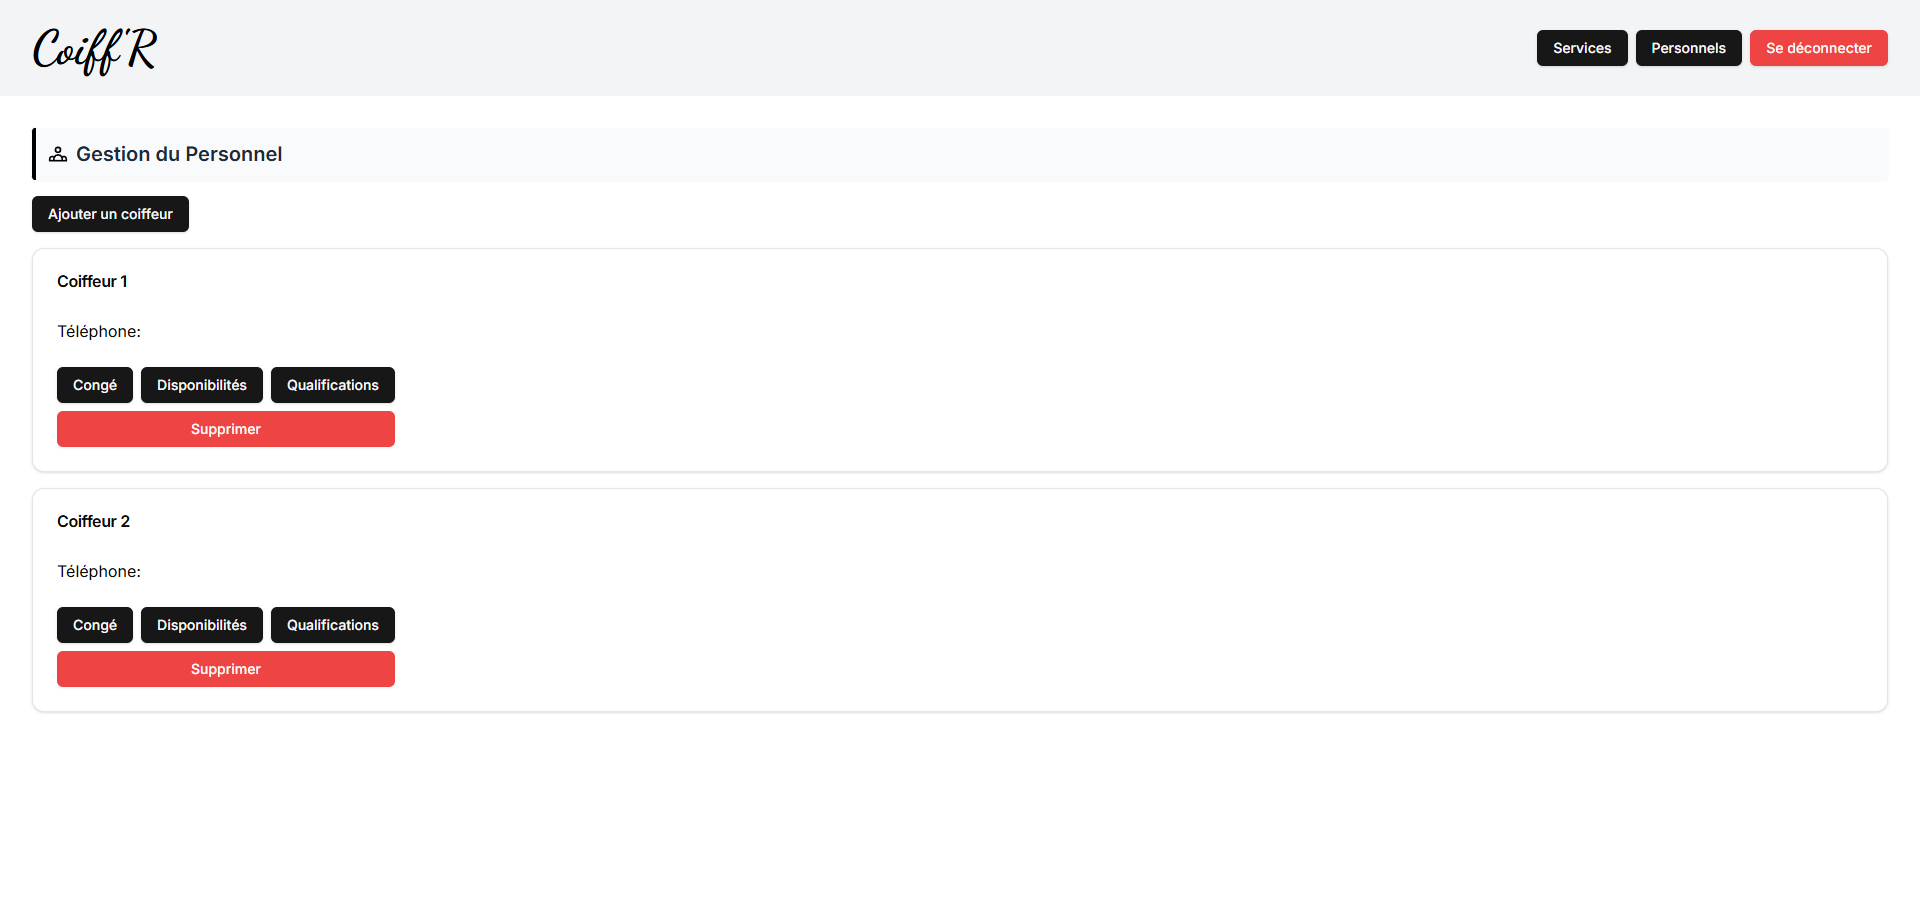 Coiff'R
Services Personnels Se déconnecter
Gestion du Personnel
Ajouter un coiffeur
Coiffeur 1
Téléphone:
Congé Disponibilités Qualifications
Supprimer
Coiffeur 2
Téléphone:
Congé Disponibilités Qualifications
Supprimer